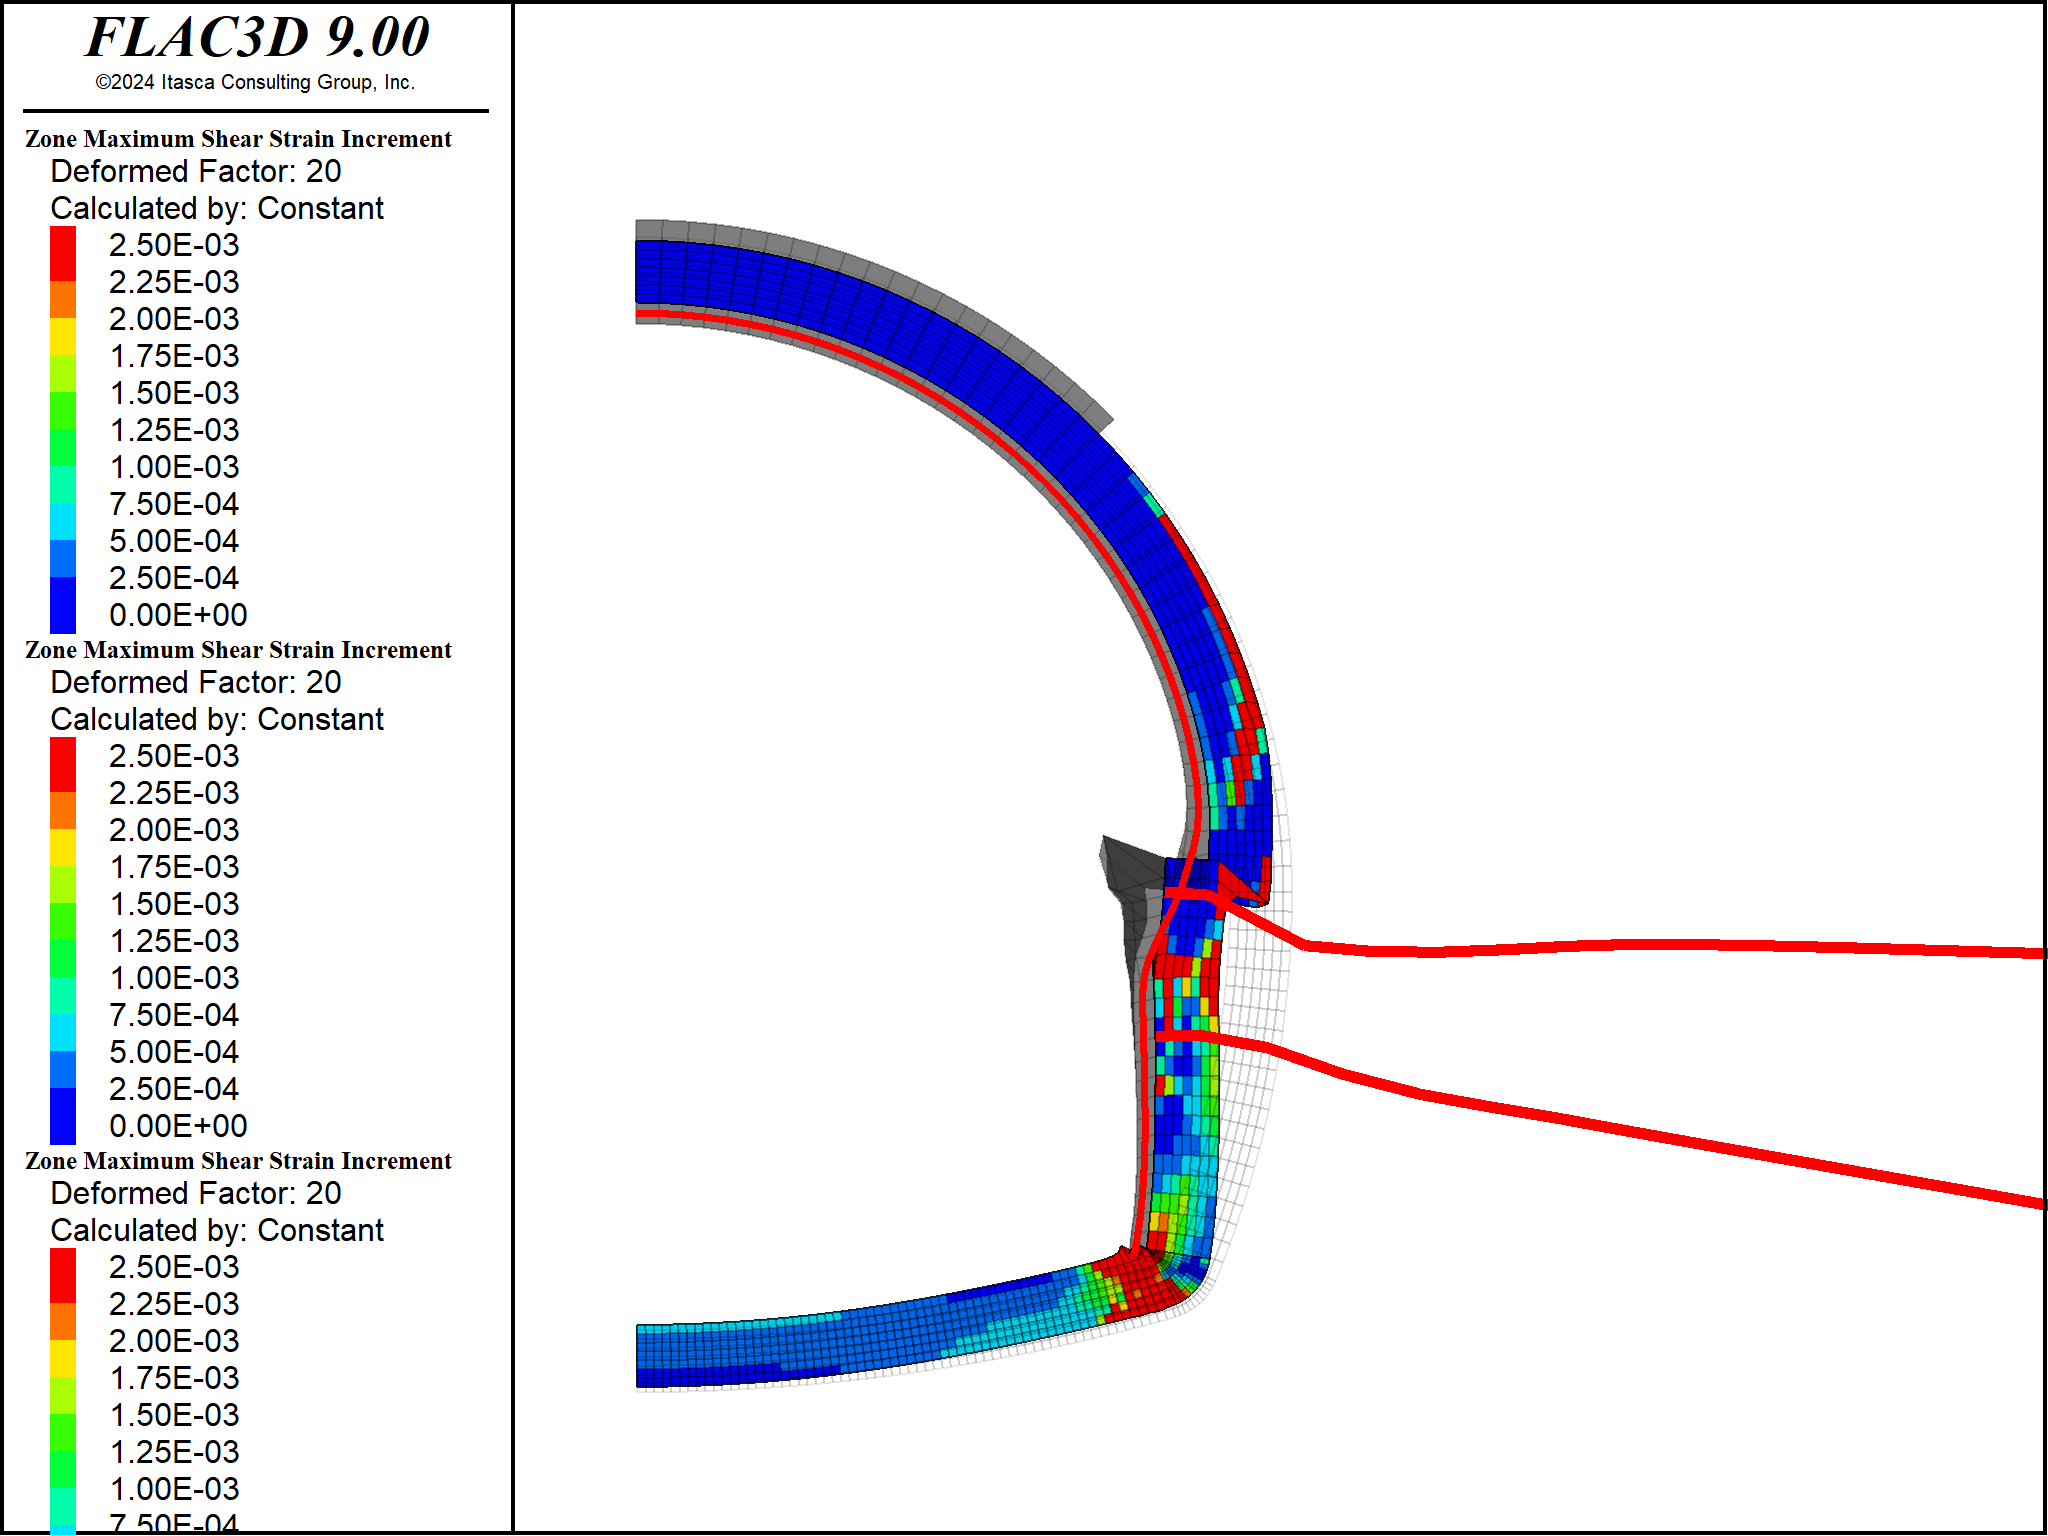 FLAC3D 9.00
©2024 Itasca Consulting Group, Inc.
Zone Maximum Shear Strain Increment
Deformed Factor: 20
Calculated by: Constant
2.50E-03
2.25E-03
2.00E-03
1.75E-03
1.50E-03
1.25E-03
1.00E-03
7.50E-04
5.00E-04
2.50E-04
0.00E+00
Zone Maximum Shear Strain Increment
Deformed Factor: 20
Calculated by: Constant
2.50E-03
2.25E-03
2.00E-03
1.75E-03
1.50E-03
1.25E-03
1.00E-03
7.50E-04
5.00E-04
2.50E-04
0.00E+00
Zone Maximum Shear Strain Increment
Deformed Factor: 20
Calculated by: Constant
2.50E-03
2.25E-03
2.00E-03
1.75E-03
1.50E-03
1.25E-03
1.00E-03
7.50E-04